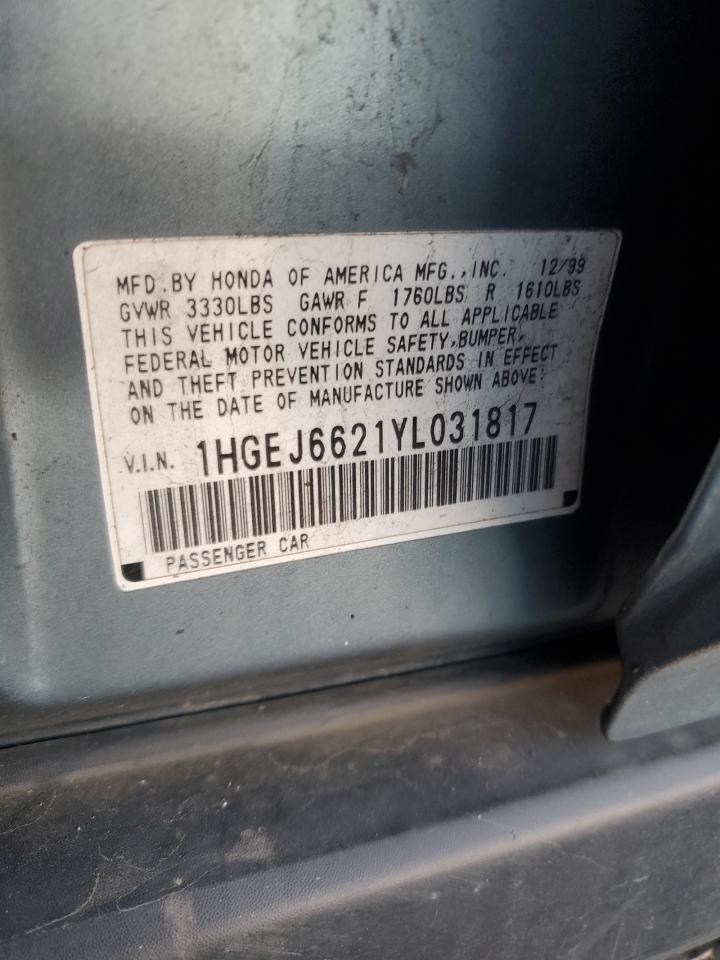 MFD.BY HONDA OF AMERICA MFG.,INC. 12/99
GVWR 3330LBS GAWR F 1760LBS R 1610LBS
THIS VEHICLE CONFORMS TO ALL APPLICABLE
FEDERAL MOTOR VEHICLE SAFETY,BUMPER,
AND THEFT PREVENTION STANDARDS IN EFFECT
ON THE DATE OF MANUFACTURE SHOWN ABOVE.
V.I.N. 1HGEJ6621YL031817
PASSENGER CAR